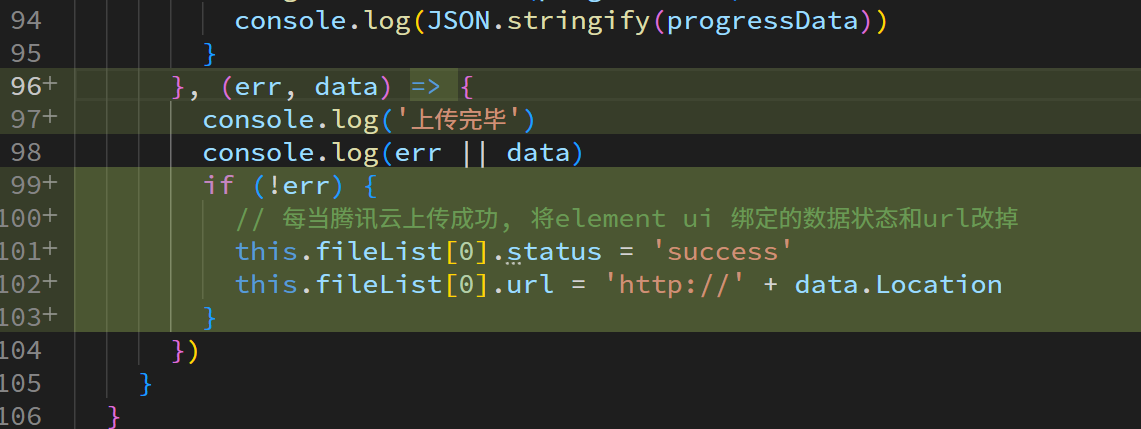 94 console.log(JSON.stringify(progressData))
95 }
96+ }, (err, data) => {
97+ console.log('上传完毕')
98 console.log(err || data)
99+ if (!err) {
100+ // 每当腾讯云上传成功, 将element ui 绑定的数据状态和url改掉
101+ this.fileList[0].status = 'success'
102+ this.fileList[0].url = 'http://' + data.Location
103+ }
104 })
105 }
106 }